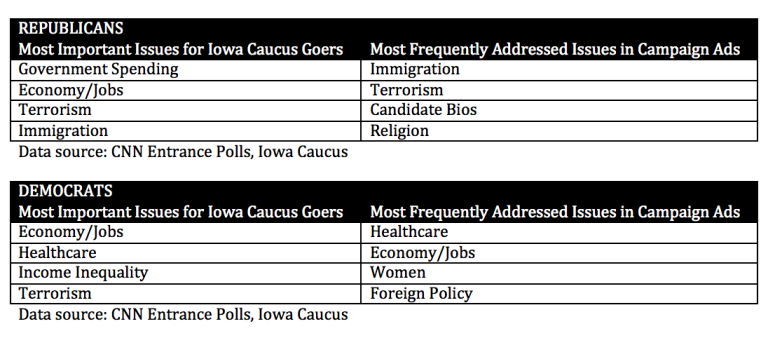 REPUBLICANS
Most Important Issues for Iowa Caucus Goers Most Frequently Addressed Issues in Campaign Ads
Government Spending Immigration
Economy/Jobs Terrorism
Terrorism Candidate Bios
Immigration Religion
Data source: CNN Entrance Polls, Iowa Caucus
DEMOCRATS
Most Important Issues for Iowa Caucus Goers Most Frequently Addressed Issues in Campaign Ads
Economy/Jobs Healthcare
Healthcare Economy/Jobs
Income Inequality Women
Terrorism Foreign Policy
Data source: CNN Entrance Polls, Iowa Caucus